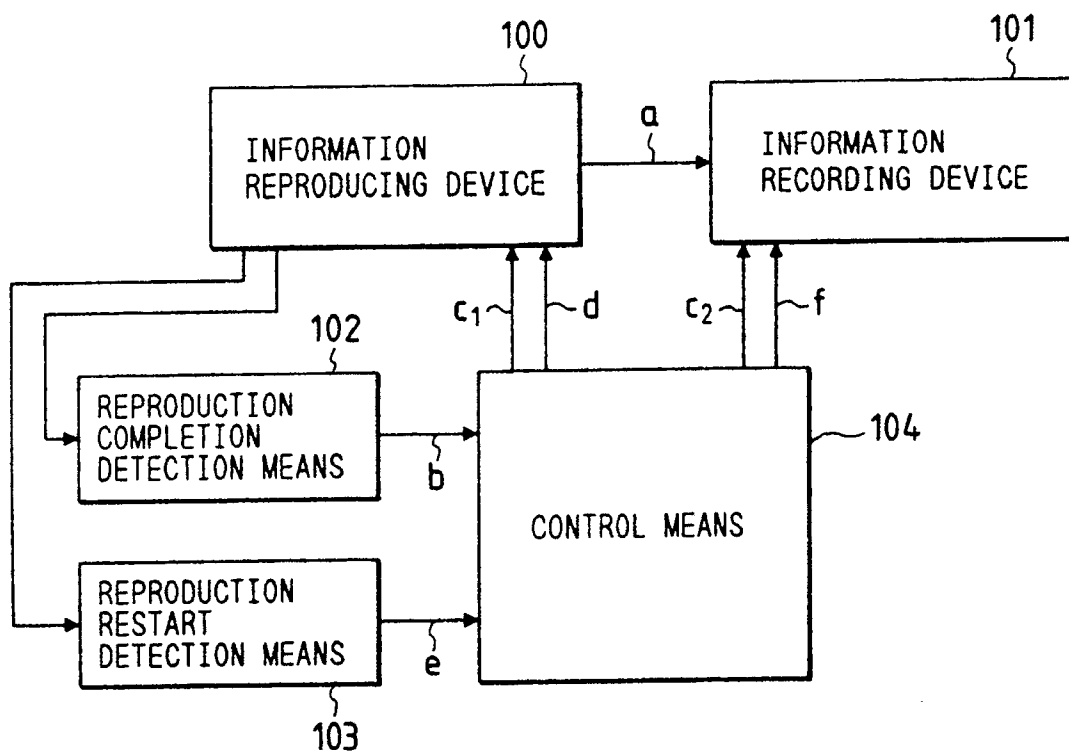 100
101
INFORMATION
REPRODUCING DEVICE
a
INFORMATION
RECORDING DEVICE
c₁
d
c₂
f
102
REPRODUCTION
COMPLETION
DETECTION MEANS
b
104
CONTROL MEANS
REPRODUCTION
RESTART
DETECTION MEANS
e
103